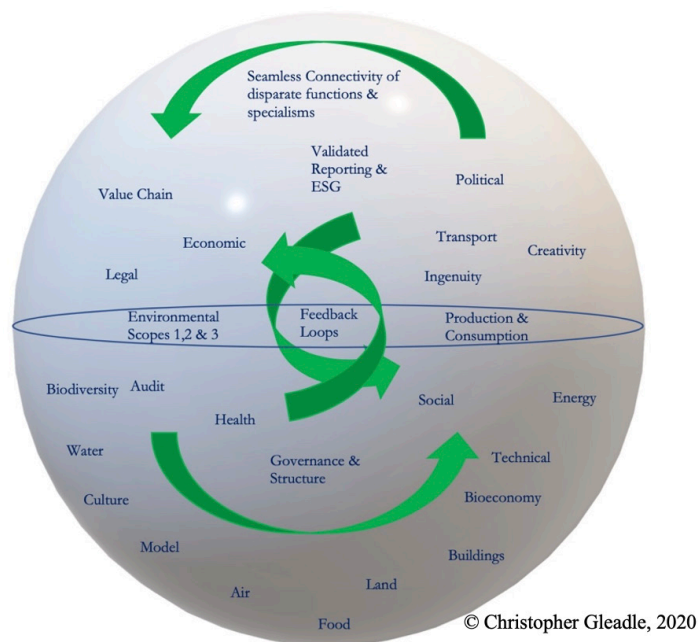 Seamless Connectivity of
disparate functions &
specialisms
Validated
Reporting &
ESG
Political
Value Chain
Economic
Transport
Creativity
Legal
Ingenuity
Environmental
Scopes 1,2 & 3
Feedback
Loops
Production &
Consumption
Biodiversity
Audit
Health
Social
Energy
Water
Governance &
Structure
Technical
Culture
Bioeconomy
Model
Buildings
Air
Land
Food
© Christopher Gleadle, 2020